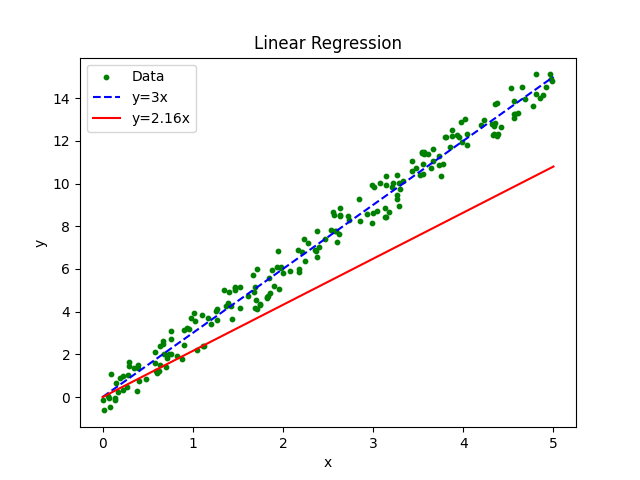 Linear Regression
Data
y=3x
y=2.16x
y
14
12
10
8
6
4
2
0
0 1 2 3 4 5
x